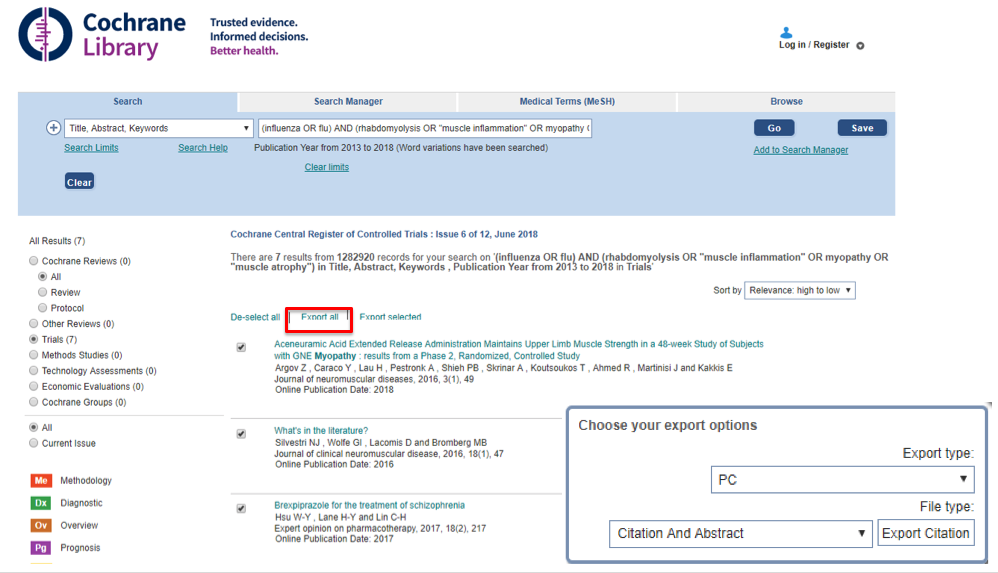 Cochrane
Library
Trusted evidence.
Informed decisions.
Better health.
Log in / Register
Search
Search Manager
Medical Terms (MeSH)
Browse
Title, Abstract, Keywords
(influenza OR flu) AND (rhabdomyolysis OR "muscle inflammation" OR myopathy (
Go
Save
Search Limits
Search Help
Publication Year from 2013 to 2018 (Word variations have been searched)
Add to Search Manager
Clear limits
Clear
All Results (7)
Cochrane Reviews (0)
All
Review
Protocol
Other Reviews (0)
Trials (7)
Methods Studies (0)
Technology Assessments (0)
Economic Evaluations (0)
Cochrane Groups (0)
All
Current Issue
Me Methodology
Dx Diagnostic
Ov Overview
Pg Prognosis
Cochrane Central Register of Controlled Trials : Issue 6 of 12, June 2018
There are 7 results from 1282920 records for your search on '(influenza OR flu) AND (rhabdomyolysis OR "muscle inflammation" OR myopathy OR
"muscle atrophy") in Title, Abstract, Keywords , Publication Year from 2013 to 2018 in Trials'
Sort by Relevance: high to low
De-select all
Export all
Export selected
Aceneuramic Acid Extended Release Administration Maintains Upper Limb Muscle Strength in a 48-week Study of Subjects
with GNE Myopathy : results from a Phase 2, Randomized, Controlled Study
Argov Z , Caraco Y , Lau H , Pestronk A , Shieh PB , Skrinar A , Koutsoukos T , Ahmed R , Martinisi J and Kakkis E
Journal of neuromuscular diseases, 2016, 3(1), 49
Online Publication Date: 2018
What's in the literature?
Silvestri NJ , Wolfe GI , Lacomis D and Bromberg MB
Journal of clinical neuromuscular disease, 2016, 18(1), 47
Online Publication Date: 2016
Brexpiprazole for the treatment of schizophrenia
Hsu W-Y , Lane H-Y and Lin C-H
Expert opinion on pharmacotherapy, 2017, 18(2), 217
Online Publication Date: 2017
Choose your export options
Export type:
PC
File type:
Citation And Abstract
Export Citation